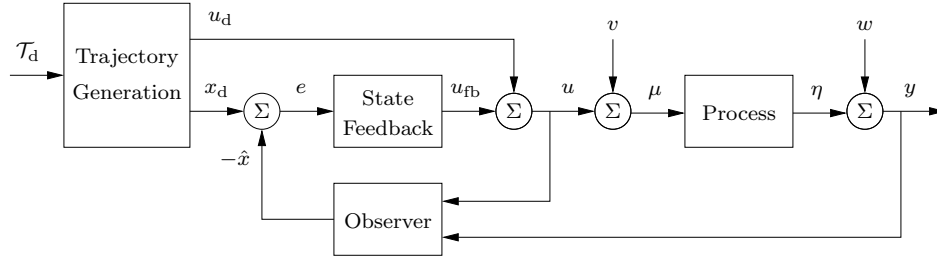 u_d
v
w
𝒯_d
Trajectory
Generation
x_d
Σ
e
State
Feedback
u_fb
Σ
u
Σ
μ
Process
η
Σ
y
−x̂
Observer